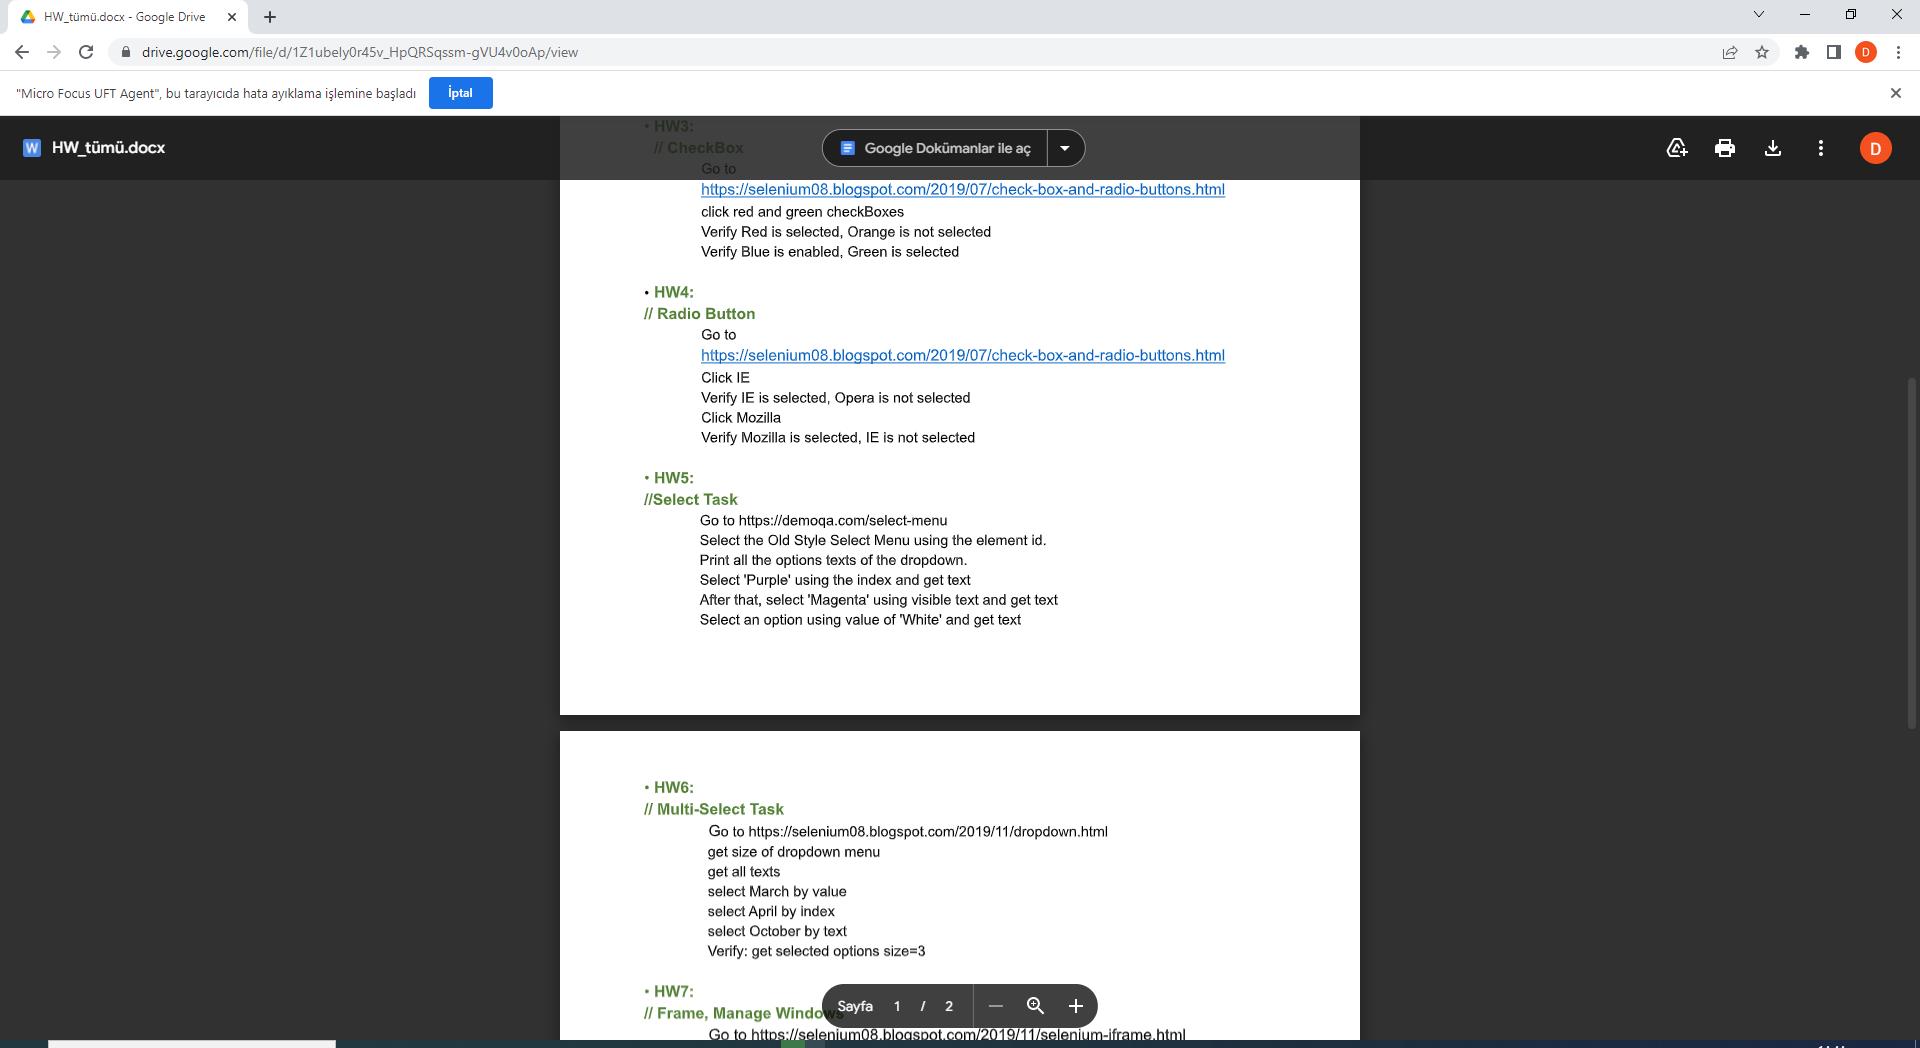 HW_tümü.docx - Google Drive
drive.google.com/file/d/1Z1ubely0r45v_HpQRSqssm-gVU4v0oAp/view
D
"Micro Focus UFT Agent", bu tarayıcıda hata ayıklama işlemine başladı
İptal
W
HW_tümü.docx
Google Dokümanlar ile aç
D
• HW3:
// CheckBox
Go to
https://selenium08.blogspot.com/2019/07/check-box-and-radio-buttons.html
click red and green checkBoxes
Verify Red is selected, Orange is not selected
Verify Blue is enabled, Green is selected
• HW4:
// Radio Button
Go to
https://selenium08.blogspot.com/2019/07/check-box-and-radio-buttons.html
Click IE
Verify IE is selected, Opera is not selected
Click Mozilla
Verify Mozilla is selected, IE is not selected
• HW5:
//Select Task
Go to https://demoqa.com/select-menu
Select the Old Style Select Menu using the element id.
Print all the options texts of the dropdown.
Select 'Purple' using the index and get text
After that, select 'Magenta' using visible text and get text
Select an option using value of 'White' and get text
• HW6:
// Multi-Select Task
Go to https://selenium08.blogspot.com/2019/11/dropdown.html
get size of dropdown menu
get all texts
select March by value
select April by index
select October by text
Verify: get selected options size=3
• HW7:
// Frame, Manage Windows
Go to https://selenium08.blogspot.com/2019/11/selenium-iframe.html
Sayfa 1 / 2